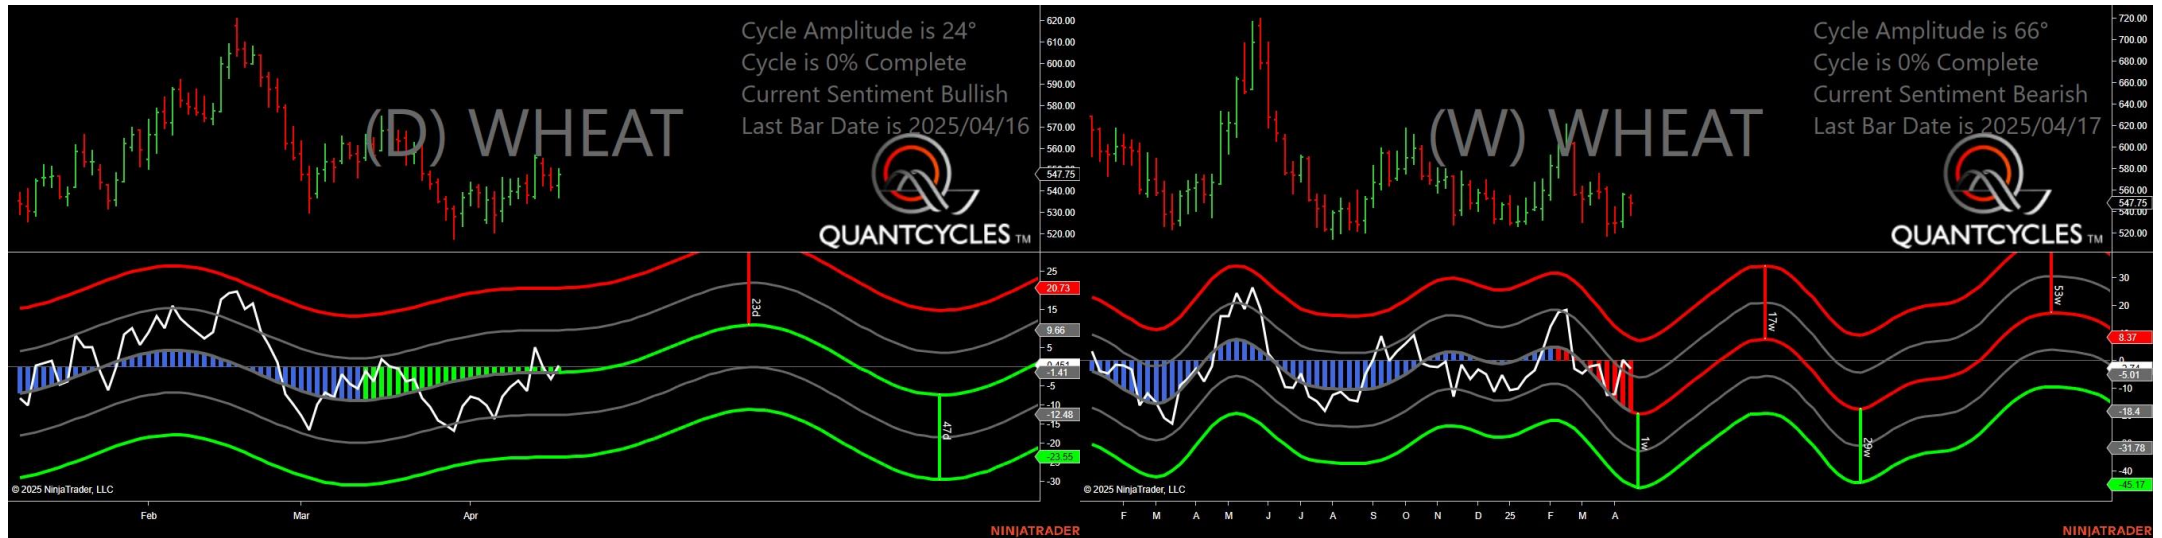 Cycle Amplitude is 24°
Cycle is 0% Complete
Current Sentiment Bullish
Last Bar Date is 2025/04/16
(D) WHEAT
QUANTCYCLES TM
620.00
610.00
600.00
590.00
580.00
570.00
560.00
547.75
540.00
530.00
520.00
25
20.73
15
9.66
5
-1.41
-5
-10
-12.48
-15
-20
-23.55
-30
23d
47d
© 2025 NinjaTrader, LLC
Feb
Mar
Apr
NINJATRADER
Cycle Amplitude is 66°
Cycle is 0% Complete
Current Sentiment Bearish
Last Bar Date is 2025/04/17
(W) WHEAT
QUANTCYCLES TM
720.00
700.00
680.00
660.00
640.00
620.00
600.00
580.00
560.00
547.75
540.00
520.00
30
20
8.37
0
-5.01
-10
-18.4
-31.78
-40
-45.17
1w
17w
29w
53w
© 2025 NinjaTrader, LLC
F
M
A
M
J
J
A
S
O
N
D
25
F
M
A
NINJATRADER